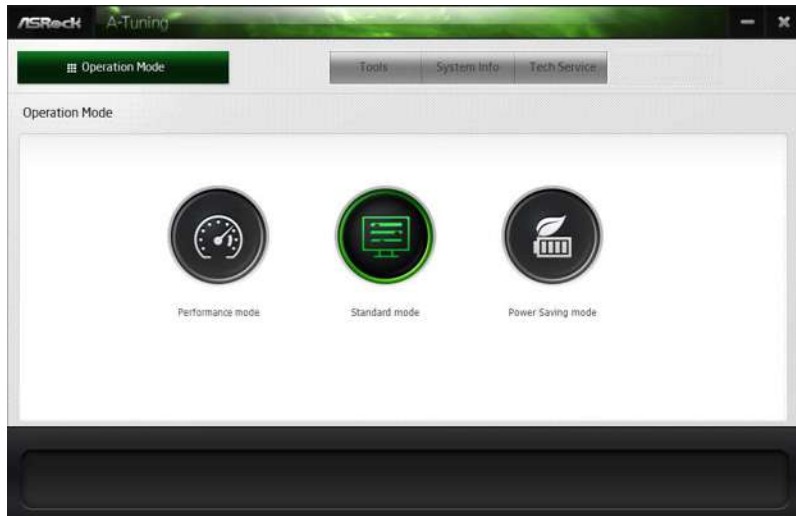 ASRock A-Tuning
Operation Mode Tools System Info Tech Service
Operation Mode
Performance mode Standard mode Power Saving mode